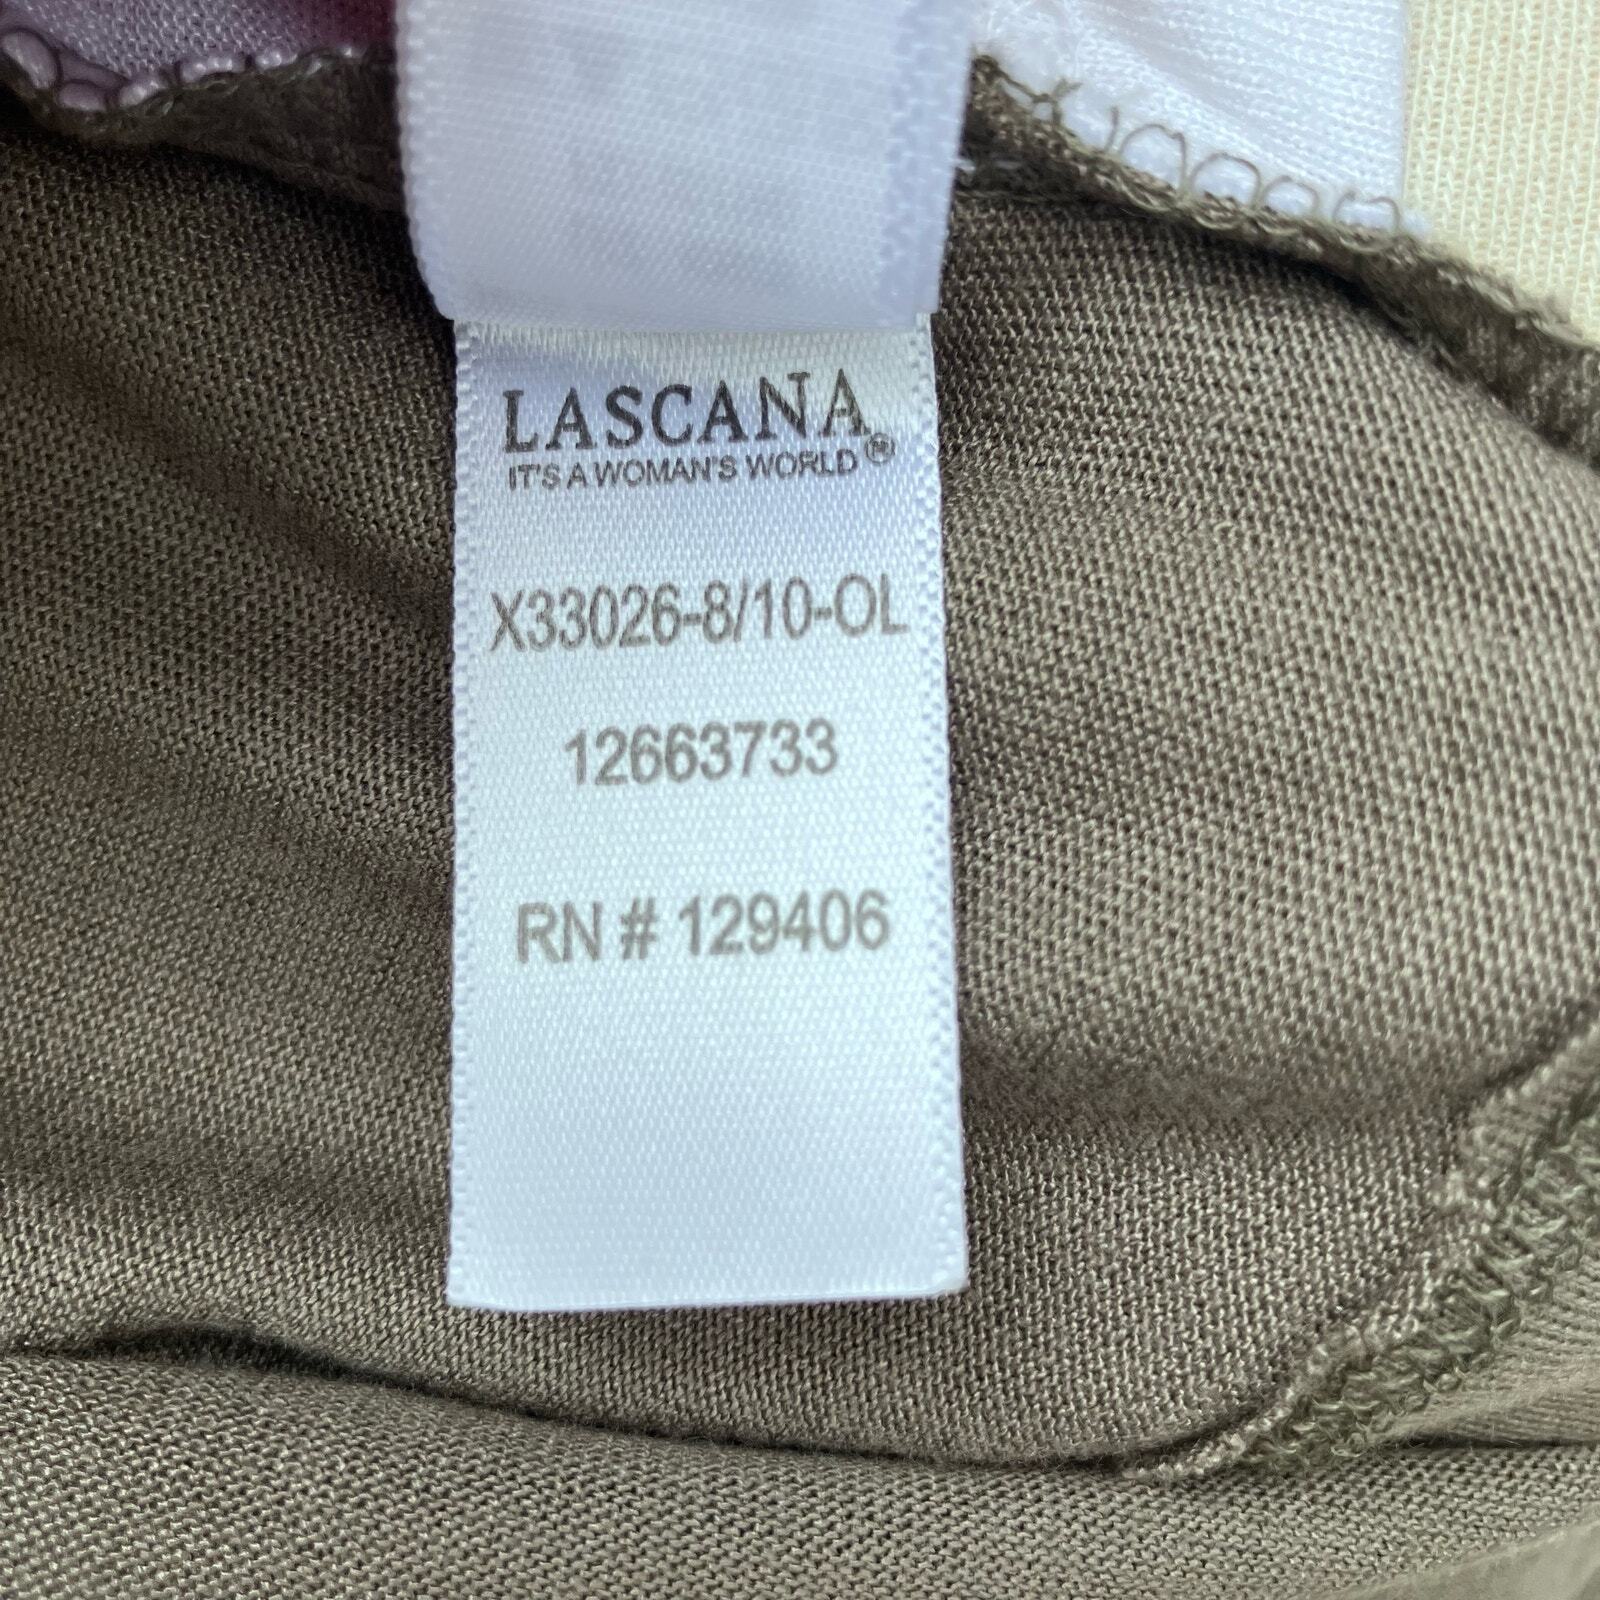 LASCANA®
IT'S A WOMAN'S WORLD
X33026-8/10-OL
12663733
RN # 129406